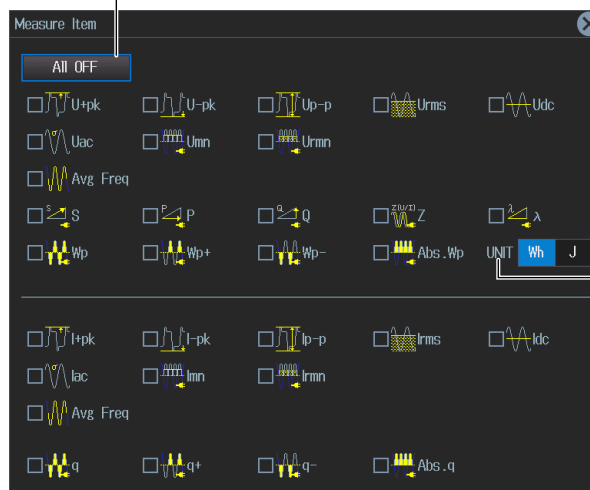 Measure Item
All OFF
U+pk U-pk Up-p Urms Udc
Uac Umn Urmn
Avg Freq
S S P P Q Q Z(U/I) Z λ λ
Wp Wp+ Wp- Abs.Wp UNIT Wh J
I+pk I-pk Ip-p Irms Idc
Iac Imn Irmn
Avg Freq
q q+ q- Abs.q